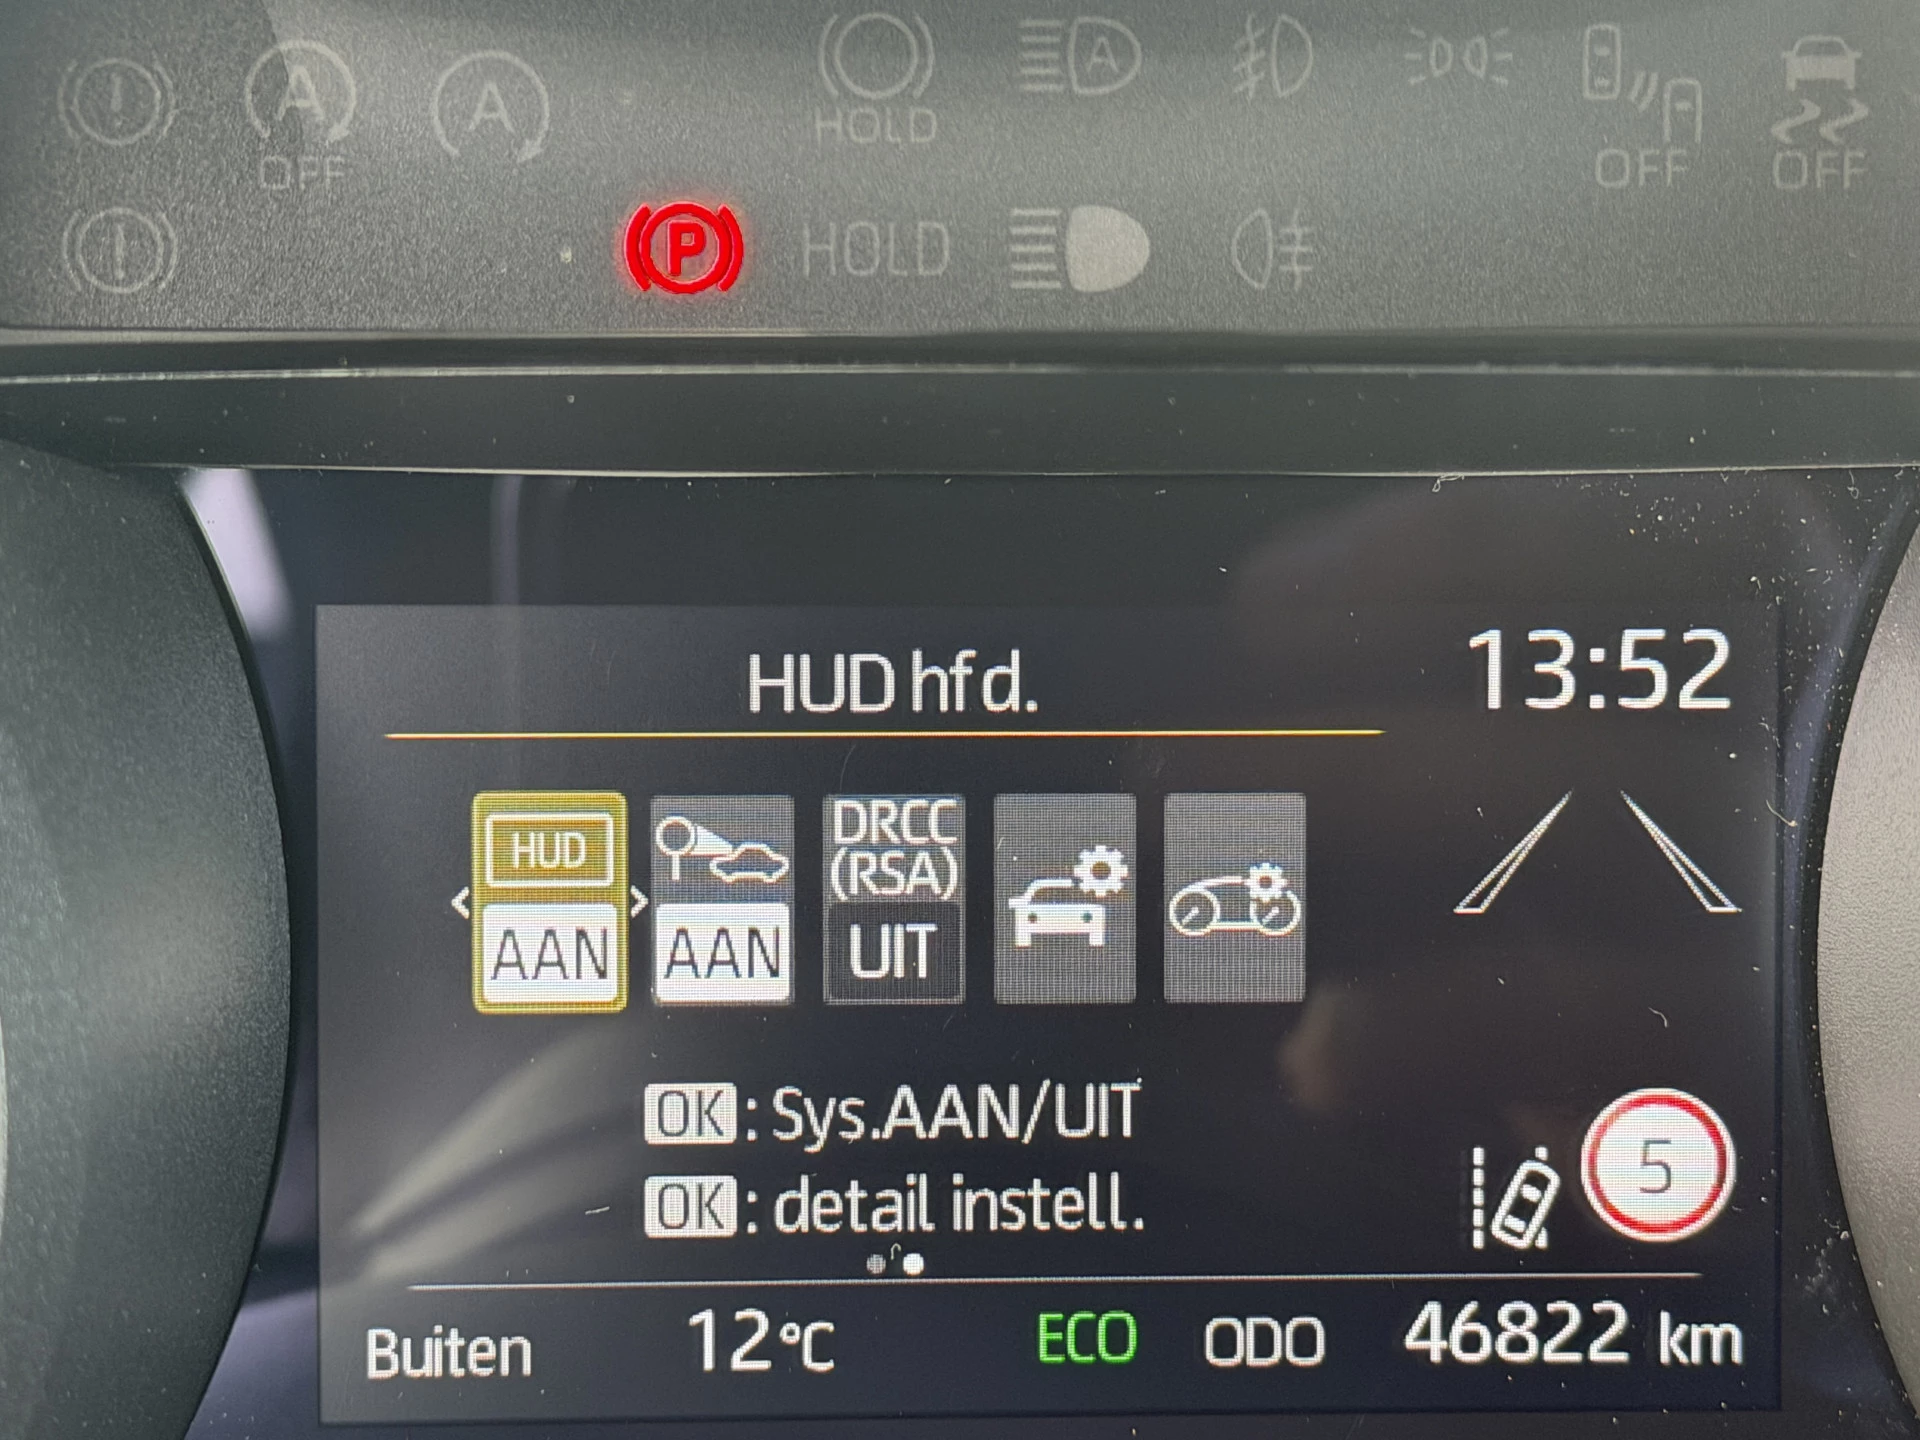 A
OFF
A
HOLD
A
OFF
OFF
P
HOLD
HUD hfd.
13:52
HUD
AAN
AAN
DRCC
(RSA)
UIT
OK : Sys.AAN/UIT
OK : detail instell.
5
Buiten 12°C ECO ODO 46822 km